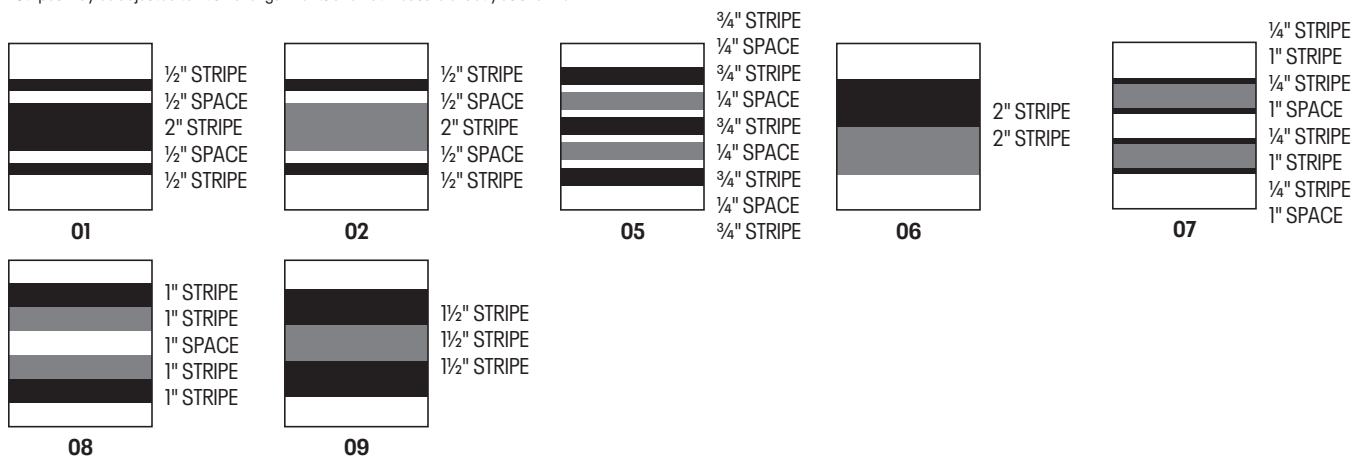 ½" STRIPE
½" SPACE
2" STRIPE
½" SPACE
½" STRIPE
01
½" STRIPE
½" SPACE
2" STRIPE
½" SPACE
½" STRIPE
02
¾" STRIPE
¼" SPACE
¾" STRIPE
¼" SPACE
¾" STRIPE
¼" SPACE
¾" STRIPE
¼" SPACE
¾" STRIPE
05
2" STRIPE
2" STRIPE
06
¼" STRIPE
1" STRIPE
¼" STRIPE
1" SPACE
¼" STRIPE
1" STRIPE
¼" STRIPE
1" SPACE
07
1" STRIPE
1" STRIPE
1" SPACE
1" STRIPE
1" STRIPE
08
1½" STRIPE
1½" STRIPE
1½" STRIPE
09